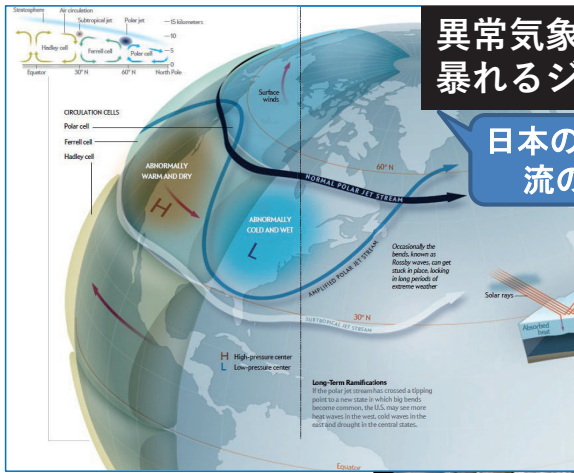 異常気象
暴れるジ
日本の
流の
Stratosphere
Air circulation
Subtropical jet
Polar jet
15 kilometers
10
5
0
Hadley cell
Ferrell cell
Polar cell
Equator
30° N
60° N
North Pole
CIRCULATION CELLS
Polar cell
Ferrell cell
Hadley cell
Surface
winds
ABNORMALLY
WARM AND DRY
H
ABNORMALLY
COLD AND WET
L
60° N
NORMAL POLAR JET STREAM
AMPLIFIED POLAR JET STREAM
Occasionally the
bends, known as
Rossby waves, can get
stuck in place, locking
in long periods of
extreme weather
30° N
SUBTROPICAL JET STREAM
Solar rays
Absorbed
heat
H High-pressure center
L Low-pressure center
Long-Term Ramifications
If the polar jet stream has crossed a tipping
point to a new state in which big bends
become common, the U.S. may see more
heat waves in the west, cold waves in the
east and drought in the central states.
Equator